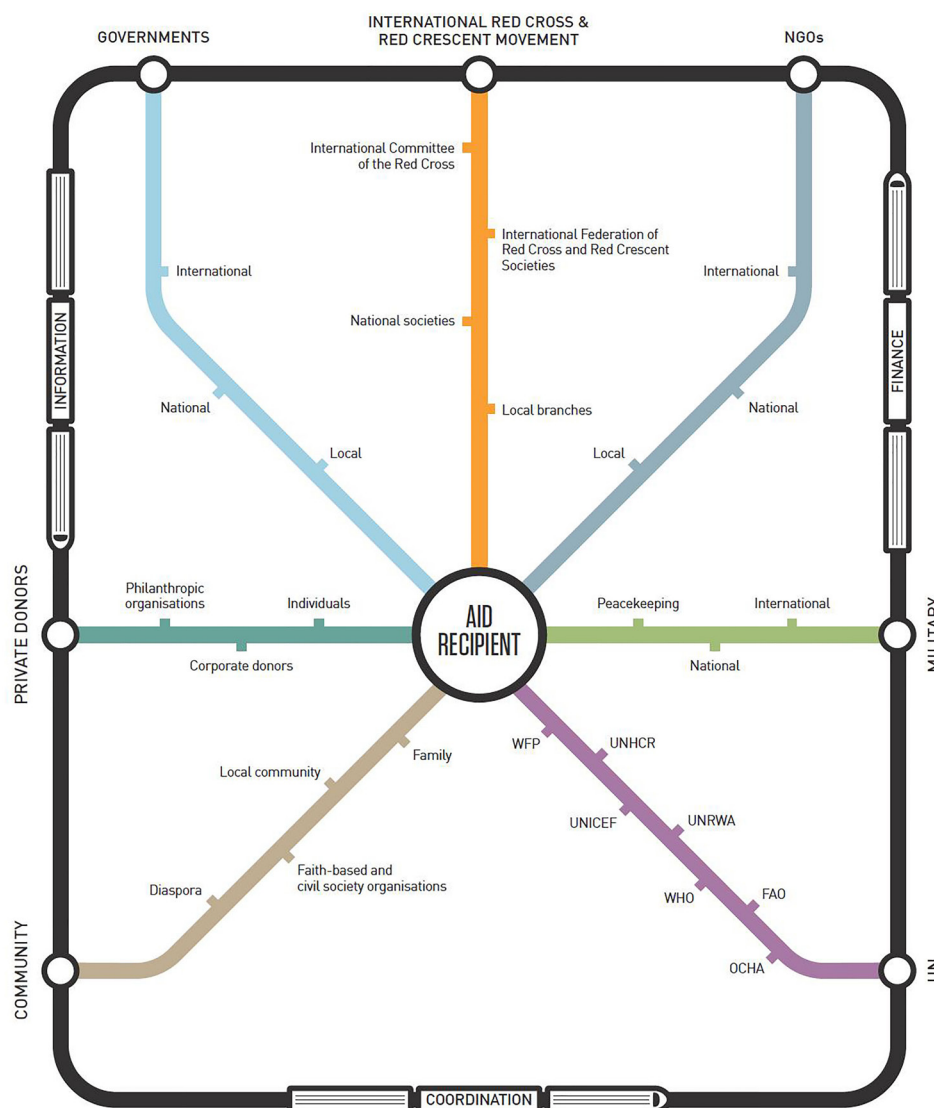 INTERNATIONAL RED CROSS &
RED CRESCENT MOVEMENT
GOVERNMENTS
NGOs
International Committee
of the Red Cross
International Federation of
Red Cross and Red Crescent
Societies
International
International
National societies
INFORMATION
FINANCE
National
Local branches
National
Local
Local
PRIVATE DONORS
Philanthropic
organisations
Individuals
Corporate donors
AID
RECIPIENT
Peacekeeping
International
National
MILITARY
WFP
UNHCR
Family
Local community
UNICEF
UNRWA
Faith-based and
civil society organisations
Diaspora
WHO
FAO
OCHA
COMMUNITY
UN
COORDINATION